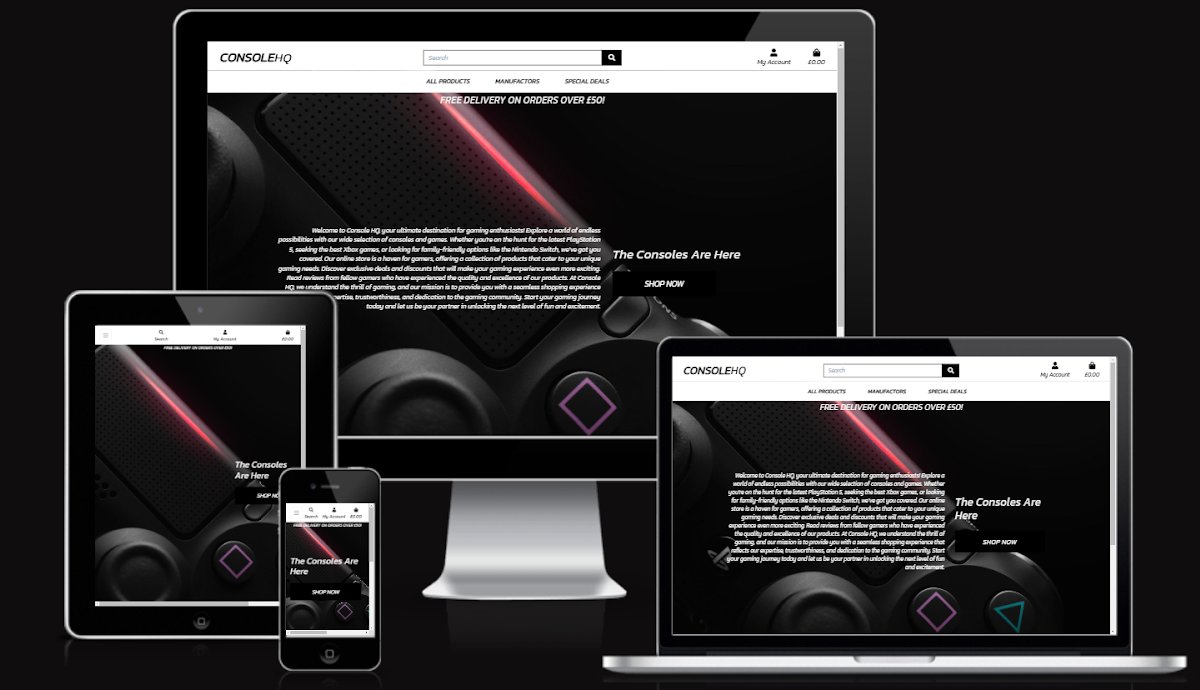 CONSOLEHQ
Search
My Account
£0.00
ALL PRODUCTS
MANUFACTORS
SPECIAL DEALS
FREE DELIVERY ON ORDERS OVER £50!
Welcome to Console HQ, your ultimate destination for gaming enthusiasts! Explore a world of endless
possibilities with our wide selection of consoles and games. Whether you're on the hunt for the latest PlayStation
5, seeking the best Xbox games, or looking for family-friendly options like the Nintendo Switch, we've got you
covered. Our online store is a haven for gamers, offering a collection of products that cater to your unique
gaming needs. Discover exclusive deals and discounts that will make your gaming experience even more exciting.
Read reviews from fellow gamers who have experienced the quality and excellence of our products. At Console
HQ, we understand the thrill of gaming, and our mission is to provide you with a seamless shopping experience
pertise, trustworthiness, and dedication to the gaming community. Start your gaming journey
today and let us be your partner in unlocking the next level of fun and excitement.
The Consoles Are Here
SHOP NOW
Search
My Account
£0.00
FREE DELIVERY ON ORDERS OVER £50!
The Consoles
Are Here
SHOP NO
Search
My Account
£0.00
FREE DELIVERY ON ORDERS OVER £50!
The Consoles Are
Here
SHOP NOW
CONSOLEHQ
Search
My Account
£0.00
ALL PRODUCTS
MANUFACTORS
SPECIAL DEALS
FREE DELIVERY ON ORDERS OVER £50!
Welcome to Console HQ, your ultimate destination for gaming enthusiasts! Explore a
world of endless possibilities with our wide selection of consoles and games. Whether
you're on the hunt for the latest PlayStation 5, seeking the best Xbox games, or looking
for family-friendly options like the Nintendo Switch, we've got you covered. Our online
store is a haven for gamers, offering a collection of products that cater to your unique
gaming needs. Discover exclusive deals and discounts that will make your gaming
experience even more exciting. Read reviews from fellow gamers who have experienced
the quality and excellence of our products. At Console HQ, we understand the thrill of
gaming, and our mission is to provide you with a seamless shopping experience that
reflects our expertise, trustworthiness, and dedication to the gaming community. Start
your gaming journey today and let us be your partner in unlocking the next level of fun
and excitement.
The Consoles Are
Here
SHOP NOW